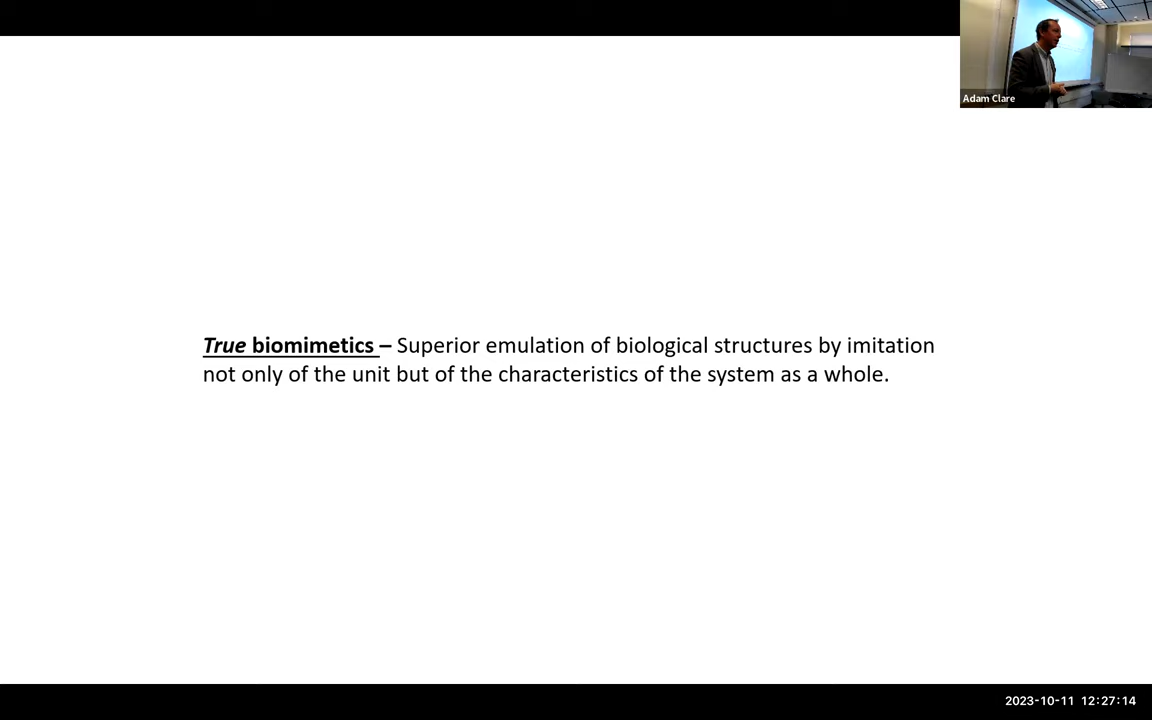 Adam Clare
True biomimetics – Superior emulation of biological structures by imitation
not only of the unit but of the characteristics of the system as a whole.
2023-10-11 12:27:14